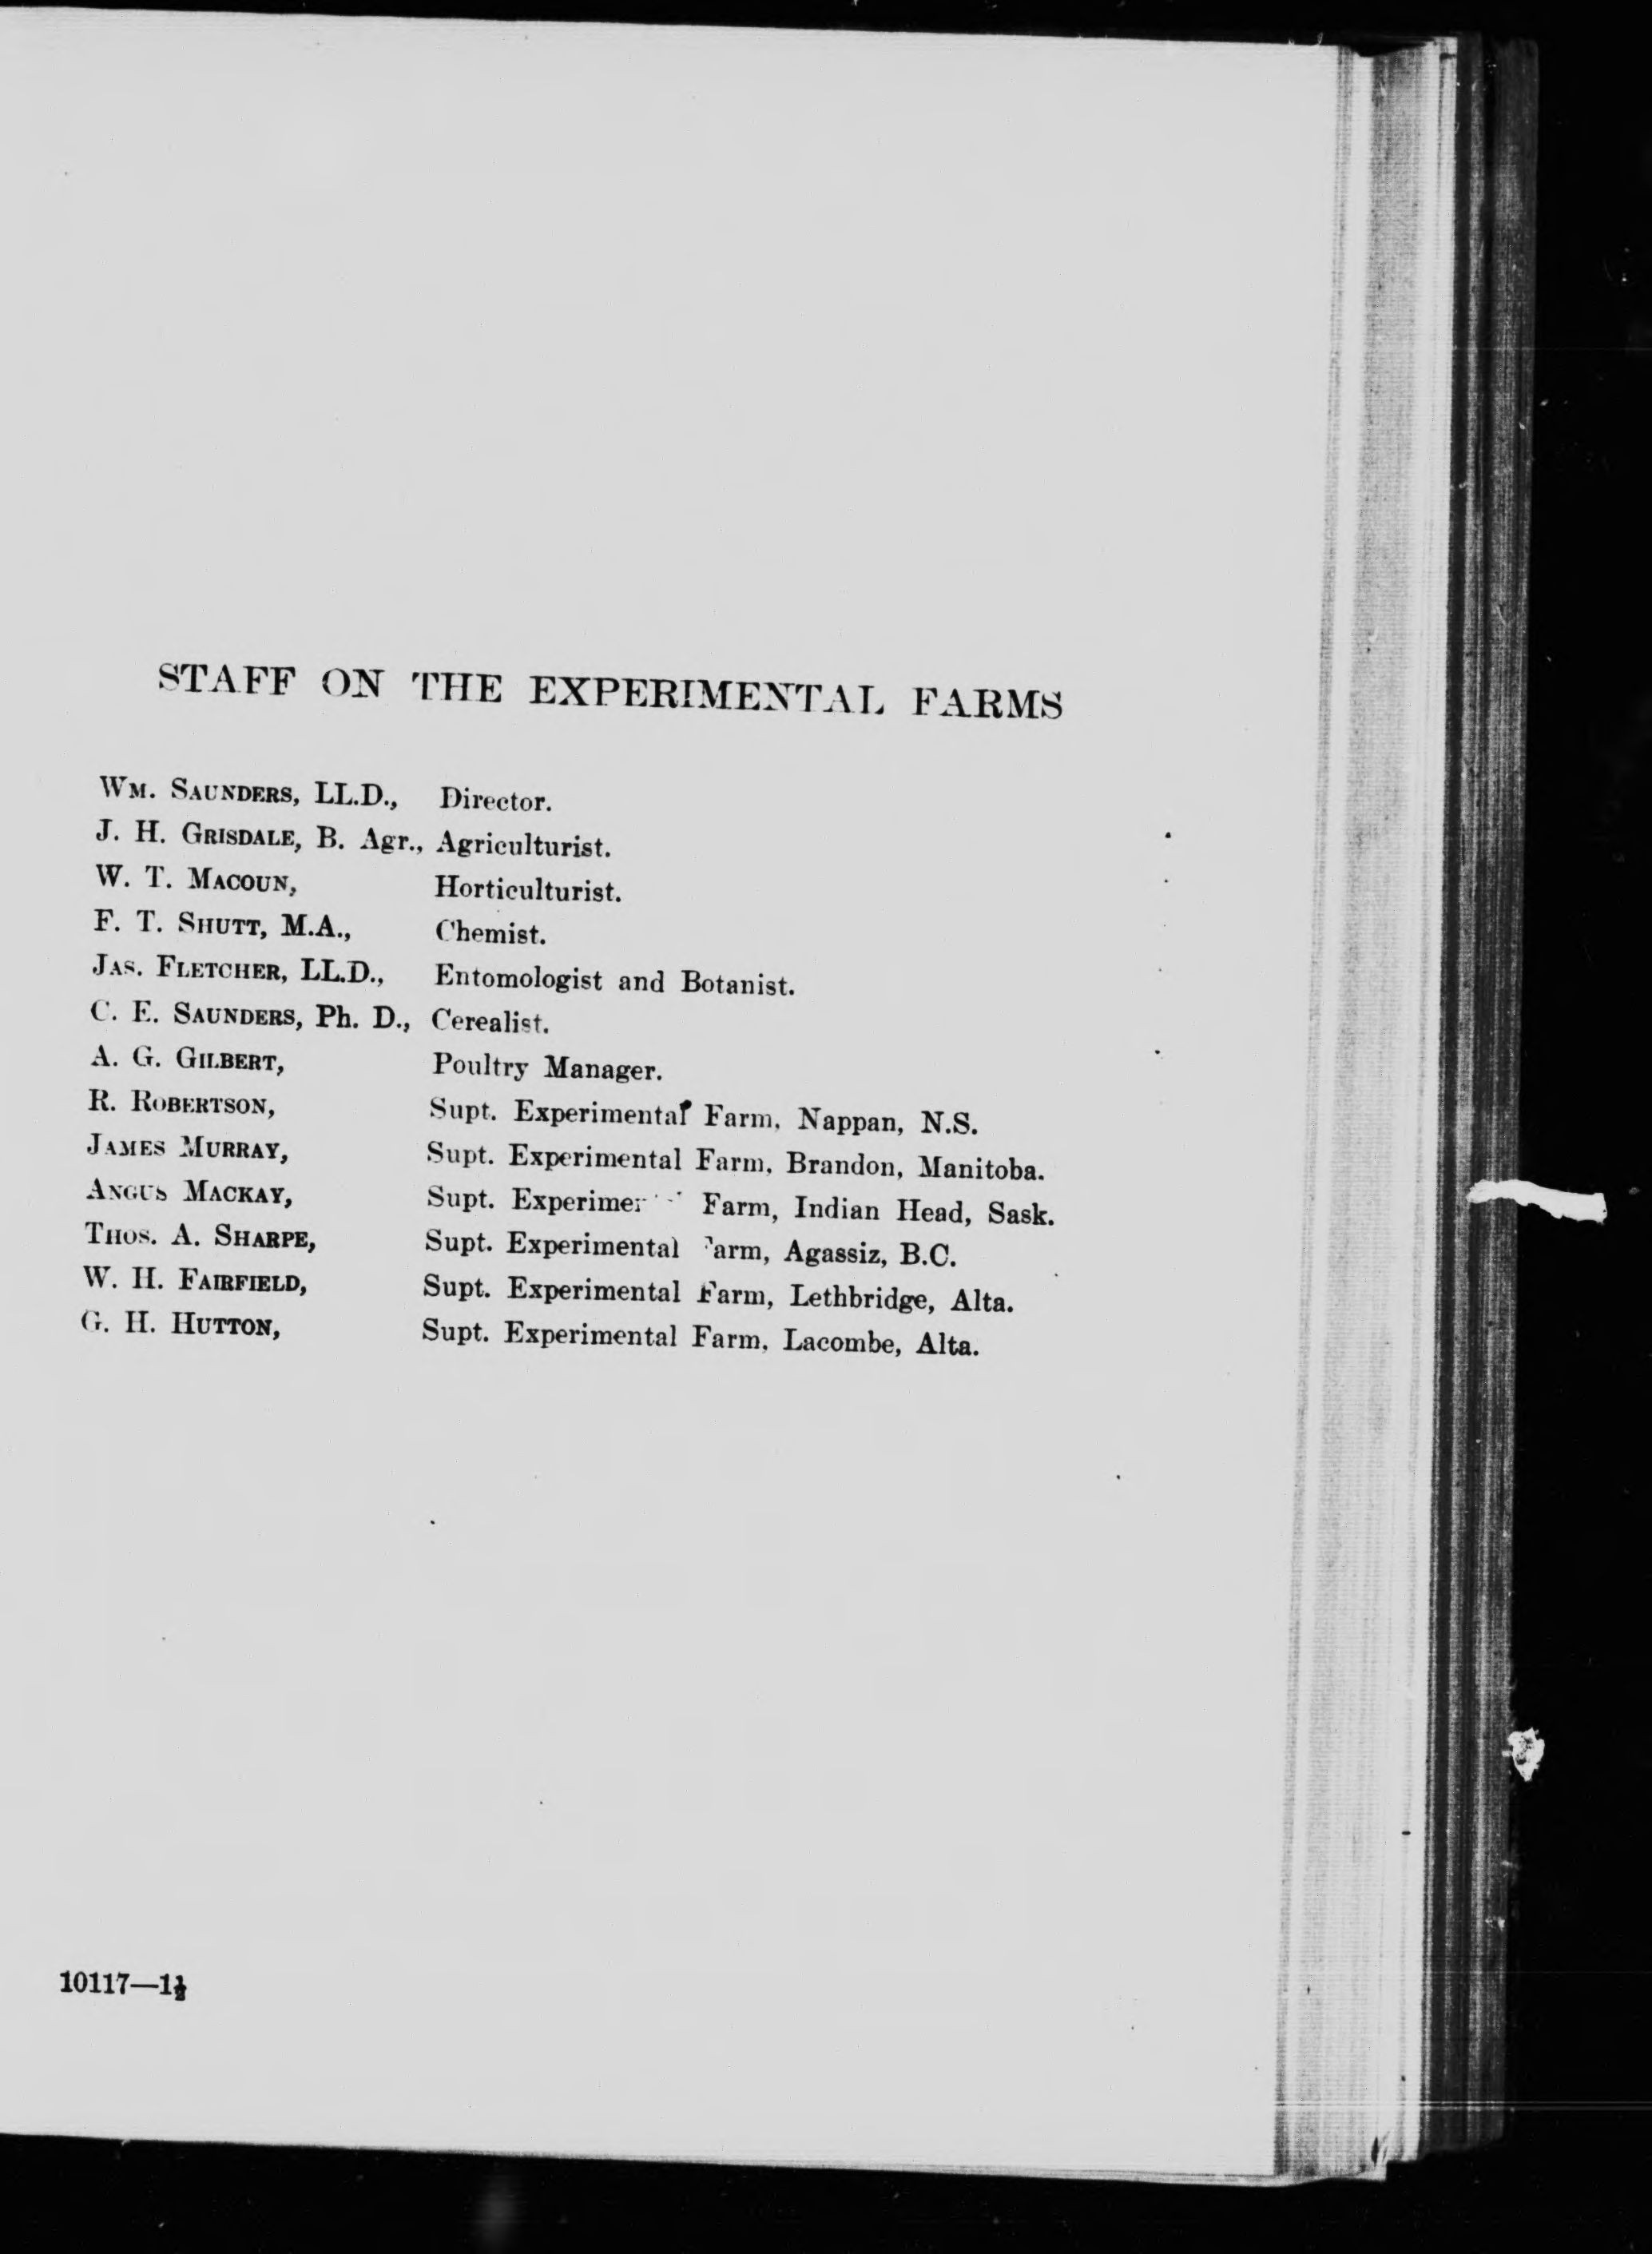 STAFF ON THE EXPERIMENTAL FARMS
WM. SAUNDERS, LL.D., Director.
J. H. GRISDALE, B. Agr., Agriculturist.
W. T. MACOUN, Horticulturist.
F. T. SHUTT, M.A., Chemist.
JAS. FLETCHER, LL.D., Entomologist and Botanist.
C. E. SAUNDERS, Ph. D., Cerealist.
A. G. GILBERT, Poultry Manager.
R. ROBERTSON, Supt. Experimental Farm, Nappan, N.S.
JAMES MURRAY, Supt. Experimental Farm, Brandon, Manitoba.
ANGUS MACKAY, Supt. Farm, Indian Head, Sask.
THOS. A. SHARPE, Supt. Experimental Farm, Agassiz, B.C.
W. H. FAIRFIELD, Supt. Experimental Farm, Lethbridge, Alta.
G. H. HUTTON, Supt. Experimental Farm, Lacombe, Alta.
10117—1½